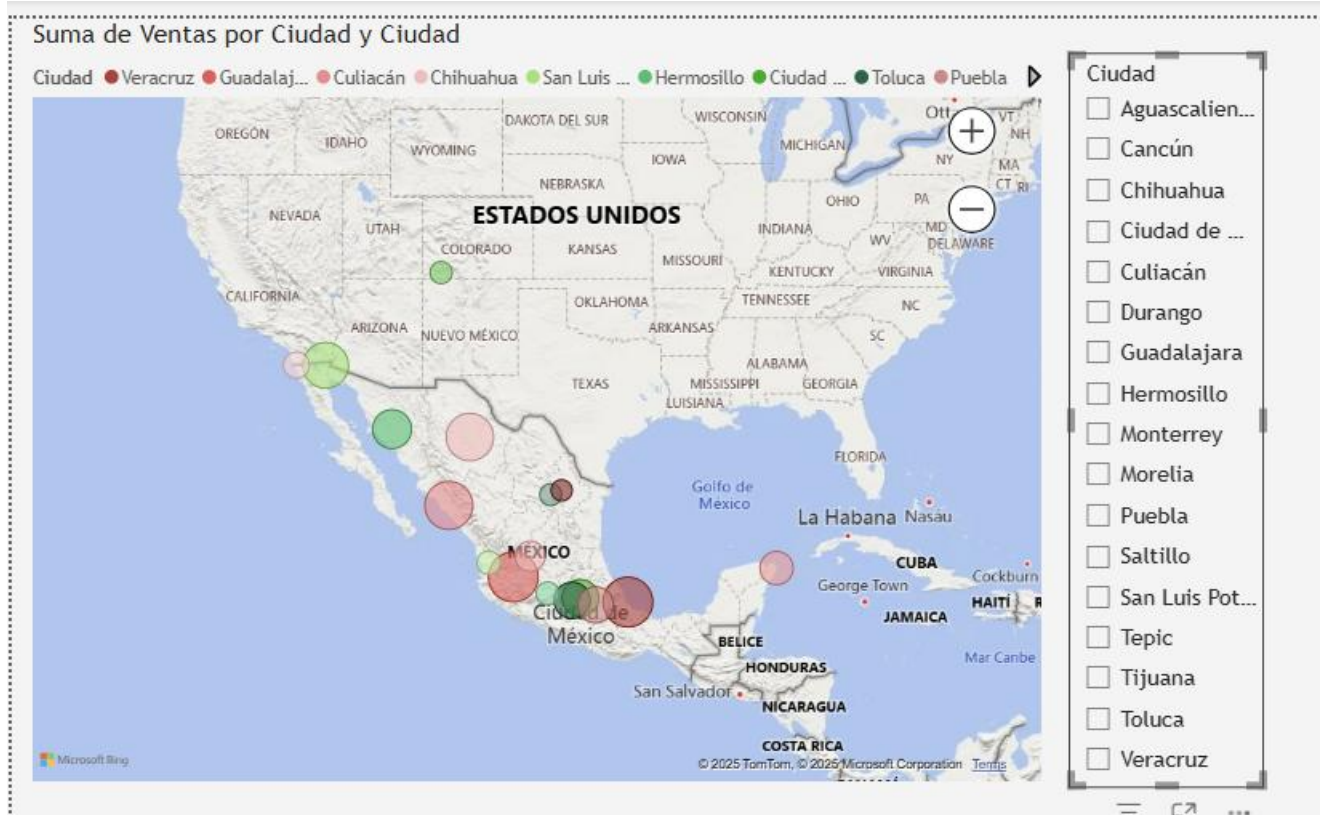 Suma de Ventas por Ciudad y Ciudad
Ciudad Veracruz Guadalaj... Culiacán Chihuahua San Luis ... Hermosillo Ciudad ... Toluca Puebla
OREGÓN
IDAHO
WYOMING
DAKOTA DEL SUR
WISCONSIN
MICHIGAN
Ott
VT
NH
NY
MA
CT RI
IOWA
NEBRASKA
NEVADA
UTAH
ESTADOS UNIDOS
OHIO
PA
INDIANA
MD
WV
DELAWARE
COLORADO
KANSAS
MISSOURI
KENTUCKY
VIRGINIA
CALIFORNIA
OKLAHOMA
TENNESSEE
NC
ARIZONA
NUEVO MÉXICO
ARKANSAS
SC
TEXAS
ALABAMA
MISSISSIPPI
GEORGIA
LUISIANA
FLORIDA
Golfo de
México
La Habana
Nasáu
MÉXICO
CUBA
George Town
Cockburn
HAITÍ
R
JAMAICA
Ciudad de
México
BELICE
HONDURAS
Mar Caribe
San Salvador
NICARAGUA
COSTA RICA
Microsoft Bing
© 2025 TomTom, © 2025 Microsoft Corporation Terms
Ciudad
Aguascalien...
Cancún
Chihuahua
Ciudad de ...
Culiacán
Durango
Guadalajara
Hermosillo
Monterrey
Morelia
Puebla
Saltillo
San Luis Pot...
Tepic
Tijuana
Toluca
Veracruz